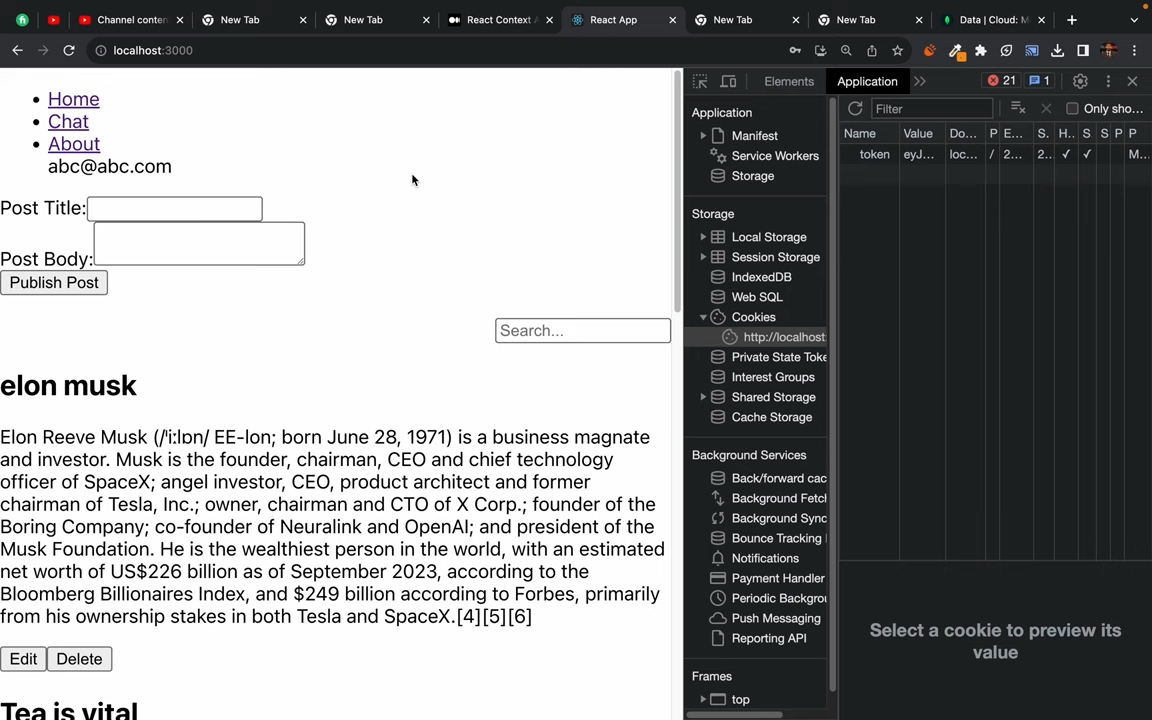 Channel conten
New Tab
New Tab
React Context A
React App
New Tab
New Tab
Data | Cloud: M
localhost:3000
Home
Chat
About
abc@abc.com
Post Title:
Post Body:
Publish Post
Search...
elon musk
Elon Reeve Musk (/ˈiːlɒn/ EE-lon; born June 28, 1971) is a business magnate
and investor. Musk is the founder, chairman, CEO and chief technology
officer of SpaceX; angel investor, CEO, product architect and former
chairman of Tesla, Inc.; owner, chairman and CTO of X Corp.; founder of the
Boring Company; co-founder of Neuralink and OpenAI; and president of the
Musk Foundation. He is the wealthiest person in the world, with an estimated
net worth of US$226 billion as of September 2023, according to the
Bloomberg Billionaires Index, and $249 billion according to Forbes, primarily
from his ownership stakes in both Tesla and SpaceX.[4][5][6]
Edit Delete
Tea is vital
Elements Application 21 1
Application
Manifest
Service Workers
Storage
Storage
Local Storage
Session Storage
IndexedDB
Web SQL
Cookies
http://localhost:
Private State Toke
Interest Groups
Shared Storage
Cache Storage
Background Services
Back/forward cac
Background Fetch
Background Sync
Bounce Tracking
Notifications
Payment Handler
Periodic Backgrou
Push Messaging
Reporting API
Frames
top
Filter Only sho...
Name Value Do... P E... S. H.. S S P P
token eyJ... loc... / 2... 2... ✓ ✓ M...
Select a cookie to preview its
value